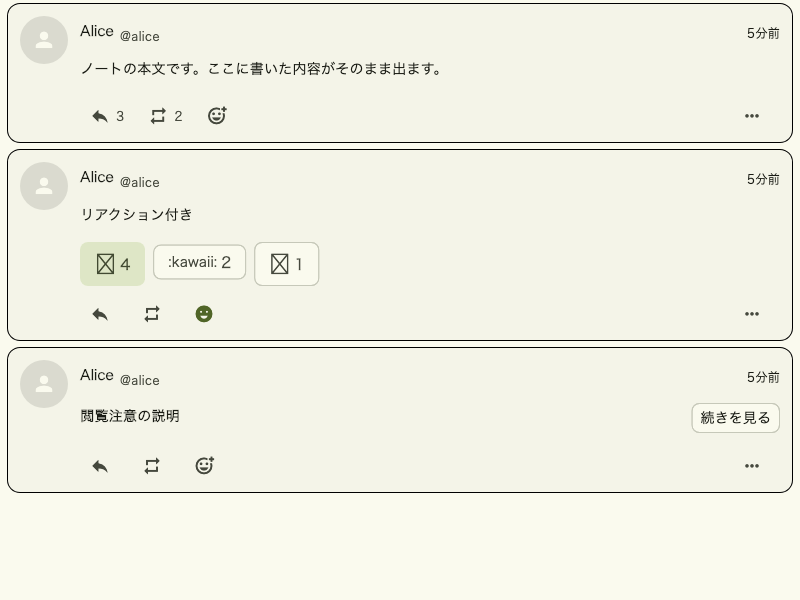 Alice @alice 5分前
ノートの本文です。ここに書いた内容がそのまま出ます。
3 2
Alice @alice 5分前
リアクション付き
4 :kawaii: 2 1
Alice @alice 5分前
閲覧注意の説明 続きを見る